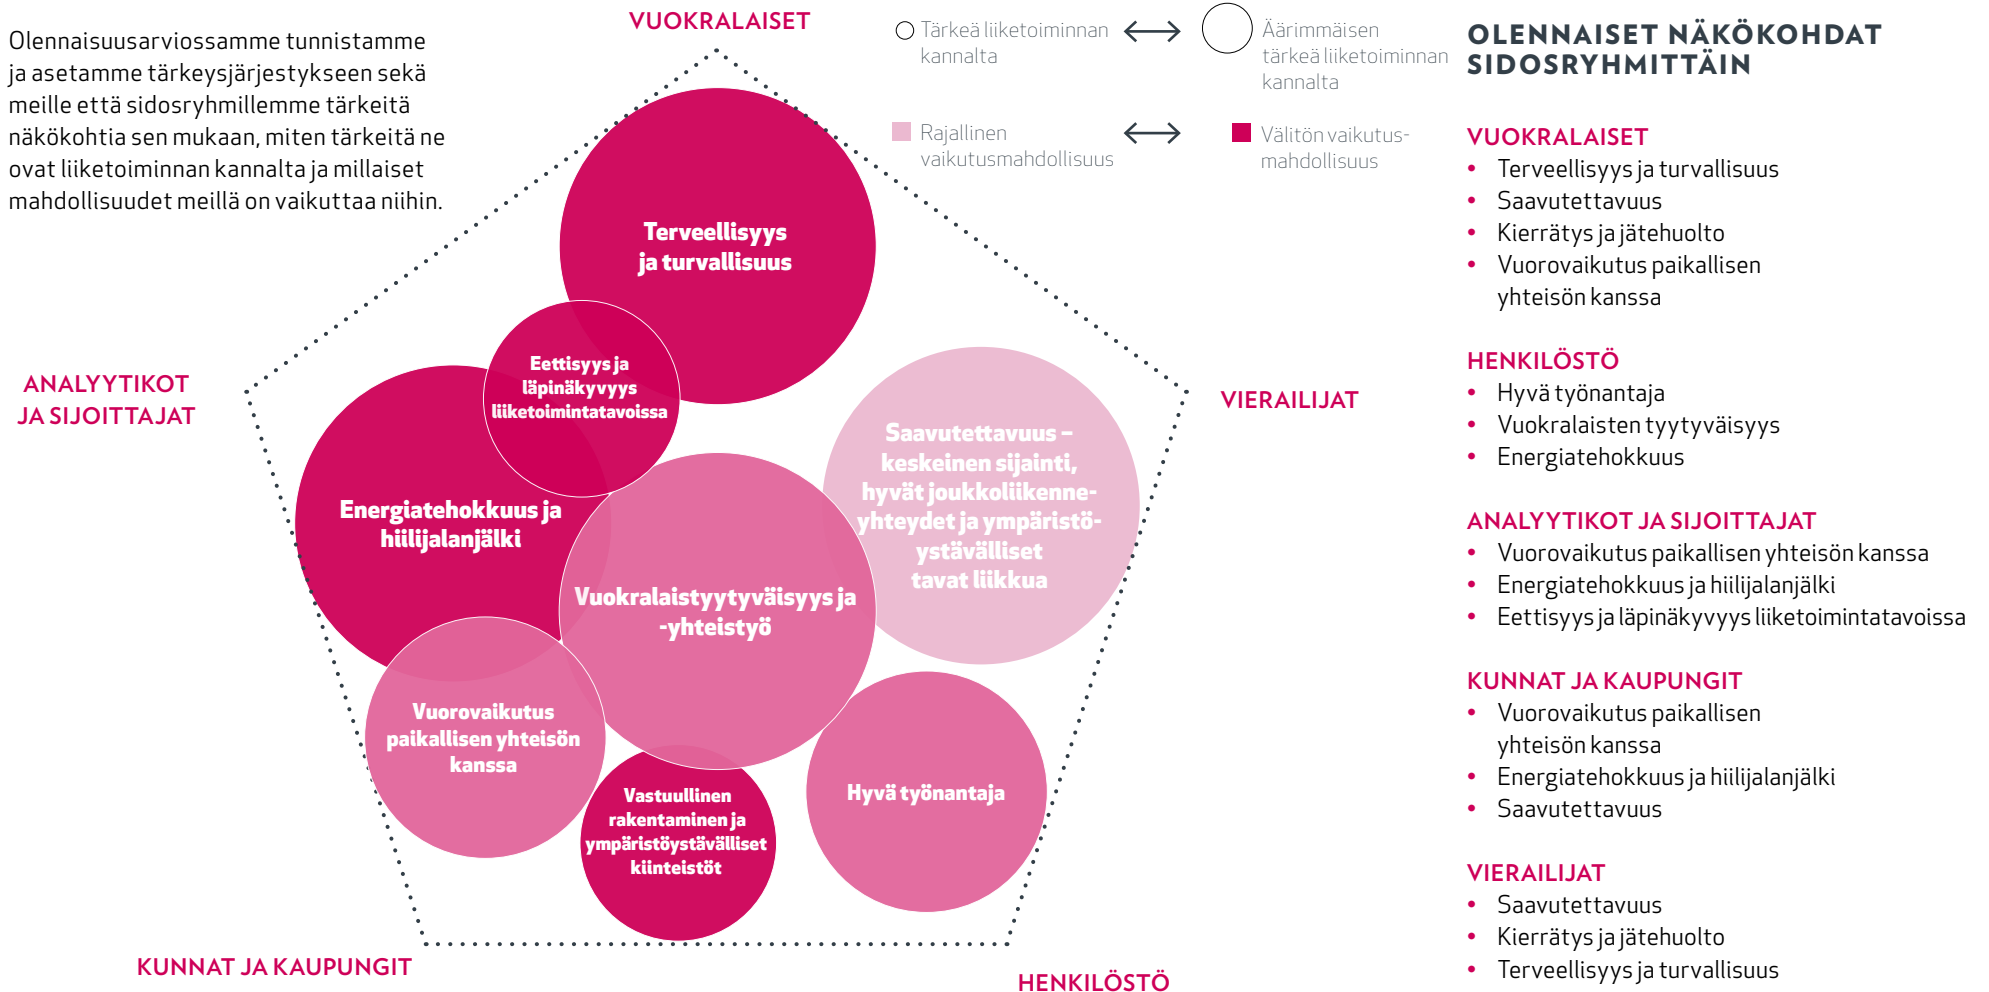 Olennaisuusarviossamme tunnistamme
ja asetamme tärkeysjärjestykseen sekä
meille että sidosryhmillemme tärkeitä
näkökohtia sen mukaan, miten tärkeitä ne
ovat liiketoiminnan kannalta ja millaiset
mahdollisuudet meillä on vaikuttaa niihin.
VUOKRALAISET
Tärkeä liiketoiminnan
kannalta
Äärimmäisen
tärkeä liiketoiminnan
kannalta
Rajallinen
vaikutusmahdollisuus
Välitön vaikutus-
mahdollisuus
Terveellisyys
ja turvallisuus
Eettisyys ja
läpinäkyvyys
liiketoimintatavoissa
ANALYYTIKOT
JA SIJOITTAJAT
VIERAILIJAT
Saavutettavuus –
keskeinen sijainti,
hyvät joukkoliikenne-
yhteydet ja ympäristö-
ystävälliset
tavat liikkua
Energiatehokkuus ja
hiilijalanjälki
Vuokralaistyytyväisyys ja
-yhteistyö
Vuorovaikutus
paikallisen yhteisön
kanssa
Hyvä työnantaja
Vastuullinen
rakentaminen ja
ympäristöystävälliset
kiinteistöt
KUNNAT JA KAUPUNGIT
HENKILÖSTÖ
OLENNAISET NÄKÖKOHDAT
SIDOSRYHMITTÄIN
VUOKRALAISET
• Terveellisyys ja turvallisuus
• Saavutettavuus
• Kierrätys ja jätehuolto
• Vuorovaikutus paikallisen
yhteisön kanssa
HENKILÖSTÖ
• Hyvä työnantaja
• Vuokralaisten tyytyväisyys
• Energiatehokkuus
ANALYYTIKOT JA SIJOITTAJAT
• Vuorovaikutus paikallisen yhteisön kanssa
• Energiatehokkuus ja hiilijalanjälki
• Eettisyys ja läpinäkyvyys liiketoimintatavoissa
KUNNAT JA KAUPUNGIT
• Vuorovaikutus paikallisen
yhteisön kanssa
• Energiatehokkuus ja hiilijalanjälki
• Saavutettavuus
VIERAILIJAT
• Saavutettavuus
• Kierrätys ja jätehuolto
• Terveellisyys ja turvallisuus